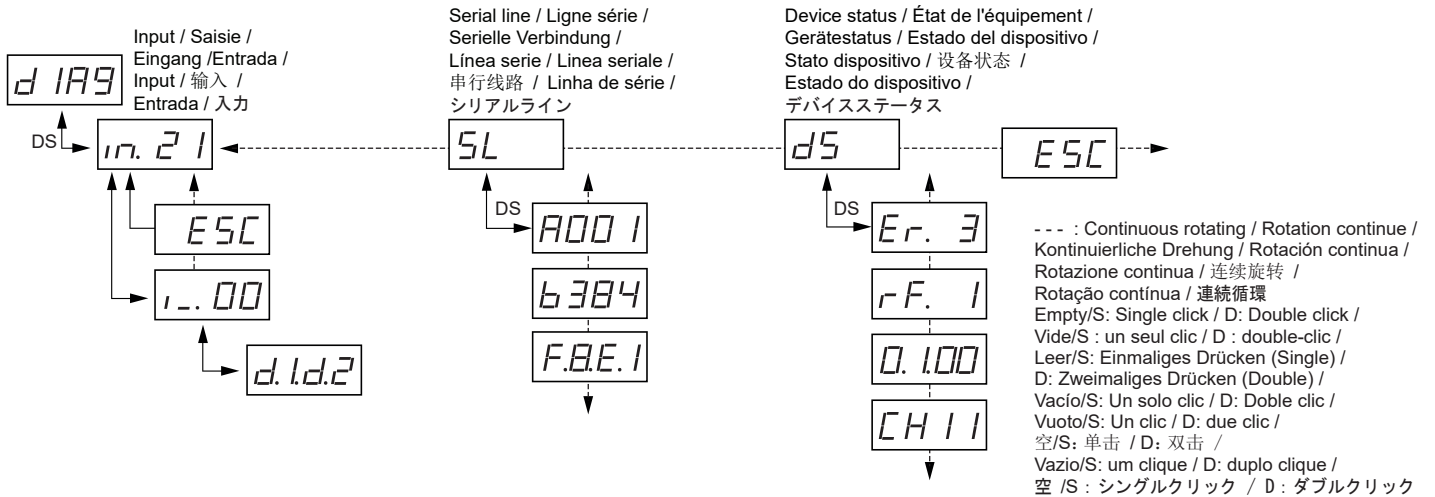 Input / Saisie /
Eingang /Entrada /
Input / 输入 /
Entrada / 入力
Serial line / Ligne série /
Serielle Verbindung /
Línea serie / Linea seriale /
串行线路 / Linha de série /
シリアルライン
Device status / État de l'équipement /
Gerätestatus / Estado del dispositivo /
Stato dispositivo / 设备状态 /
Estado do dispositivo /
デバイスステータス
d IA9
DS
in. 2 1
ESC
i_. 00
d. 1.d.2
SL
DS
A00 1
b384
F.8.E. 1
dS
DS
Er. 3
rF. 1
0. 1.00
CH 1 1
ESC
- - - : Continuous rotating / Rotation continue /
Kontinuierliche Drehung / Rotación continua /
Rotazione continua / 连续旋转 /
Rotação contínua / 連続循環
Empty/S: Single click / D: Double click /
Vide/S : un seul clic / D : double-clic /
Leer/S: Einmaliges Drücken (Single) /
D: Zweimaliges Drücken (Double) /
Vacío/S: Un solo clic / D: Doble clic /
Vuoto/S: Un clic / D: due clic /
空/S: 单击 / D: 双击 /
Vazio/S: um clique / D: duplo clique /
空 /S：シングルクリック / D：ダブルクリック